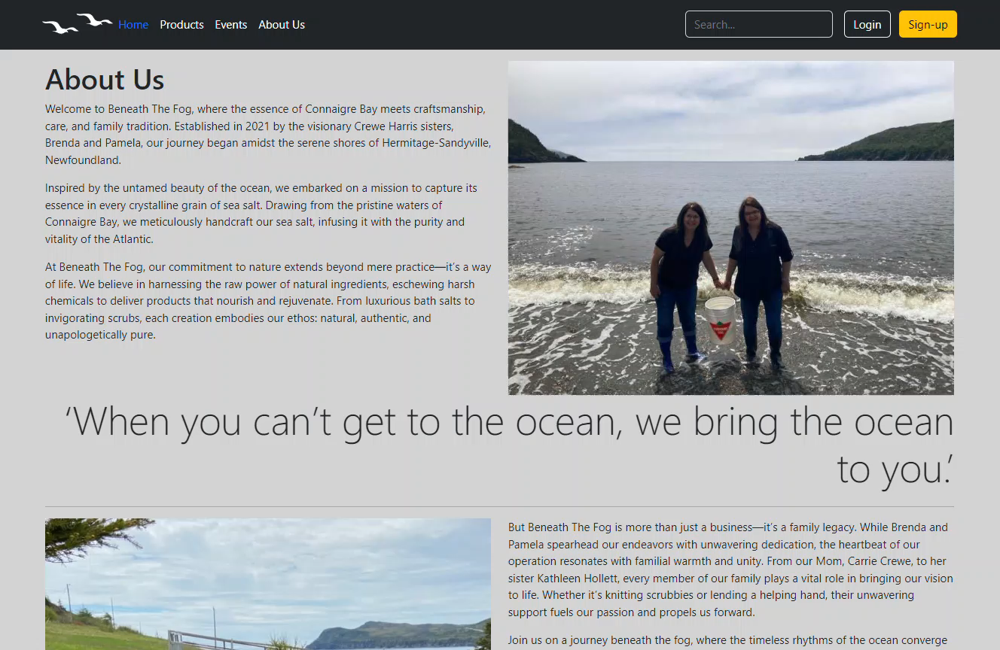 Home Products Events About Us Search... Login Sign-up
About Us
Welcome to Beneath The Fog, where the essence of Connaigre Bay meets craftsmanship,
care, and family tradition. Established in 2021 by the visionary Crewe Harris sisters,
Brenda and Pamela, our journey began amidst the serene shores of Hermitage-Sandyville,
Newfoundland.
Inspired by the untamed beauty of the ocean, we embarked on a mission to capture its
essence in every crystalline grain of sea salt. Drawing from the pristine waters of
Connaigre Bay, we meticulously handcraft our sea salt, infusing it with the purity and
vitality of the Atlantic.
At Beneath The Fog, our commitment to nature extends beyond mere practice—it’s a way
of life. We believe in harnessing the raw power of natural ingredients, eschewing harsh
chemicals to deliver products that nourish and rejuvenate. From luxurious bath salts to
invigorating scrubs, each creation embodies our ethos: natural, authentic, and
unapologetically pure.
‘When you can’t get to the ocean, we bring the ocean
to you.’
But Beneath The Fog is more than just a business—it’s a family legacy. While Brenda and
Pamela spearhead our endeavors with unwavering dedication, the heartbeat of our
operation resonates with familial warmth and unity. From our Mom, Carrie Crewe, to her
sister Kathleen Hollett, every member of our family plays a vital role in bringing our vision
to life. Whether it’s knitting scrubbies or lending a helping hand, their unwavering
support fuels our passion and propels us forward.
Join us on a journey beneath the fog, where the timeless rhythms of the ocean converge